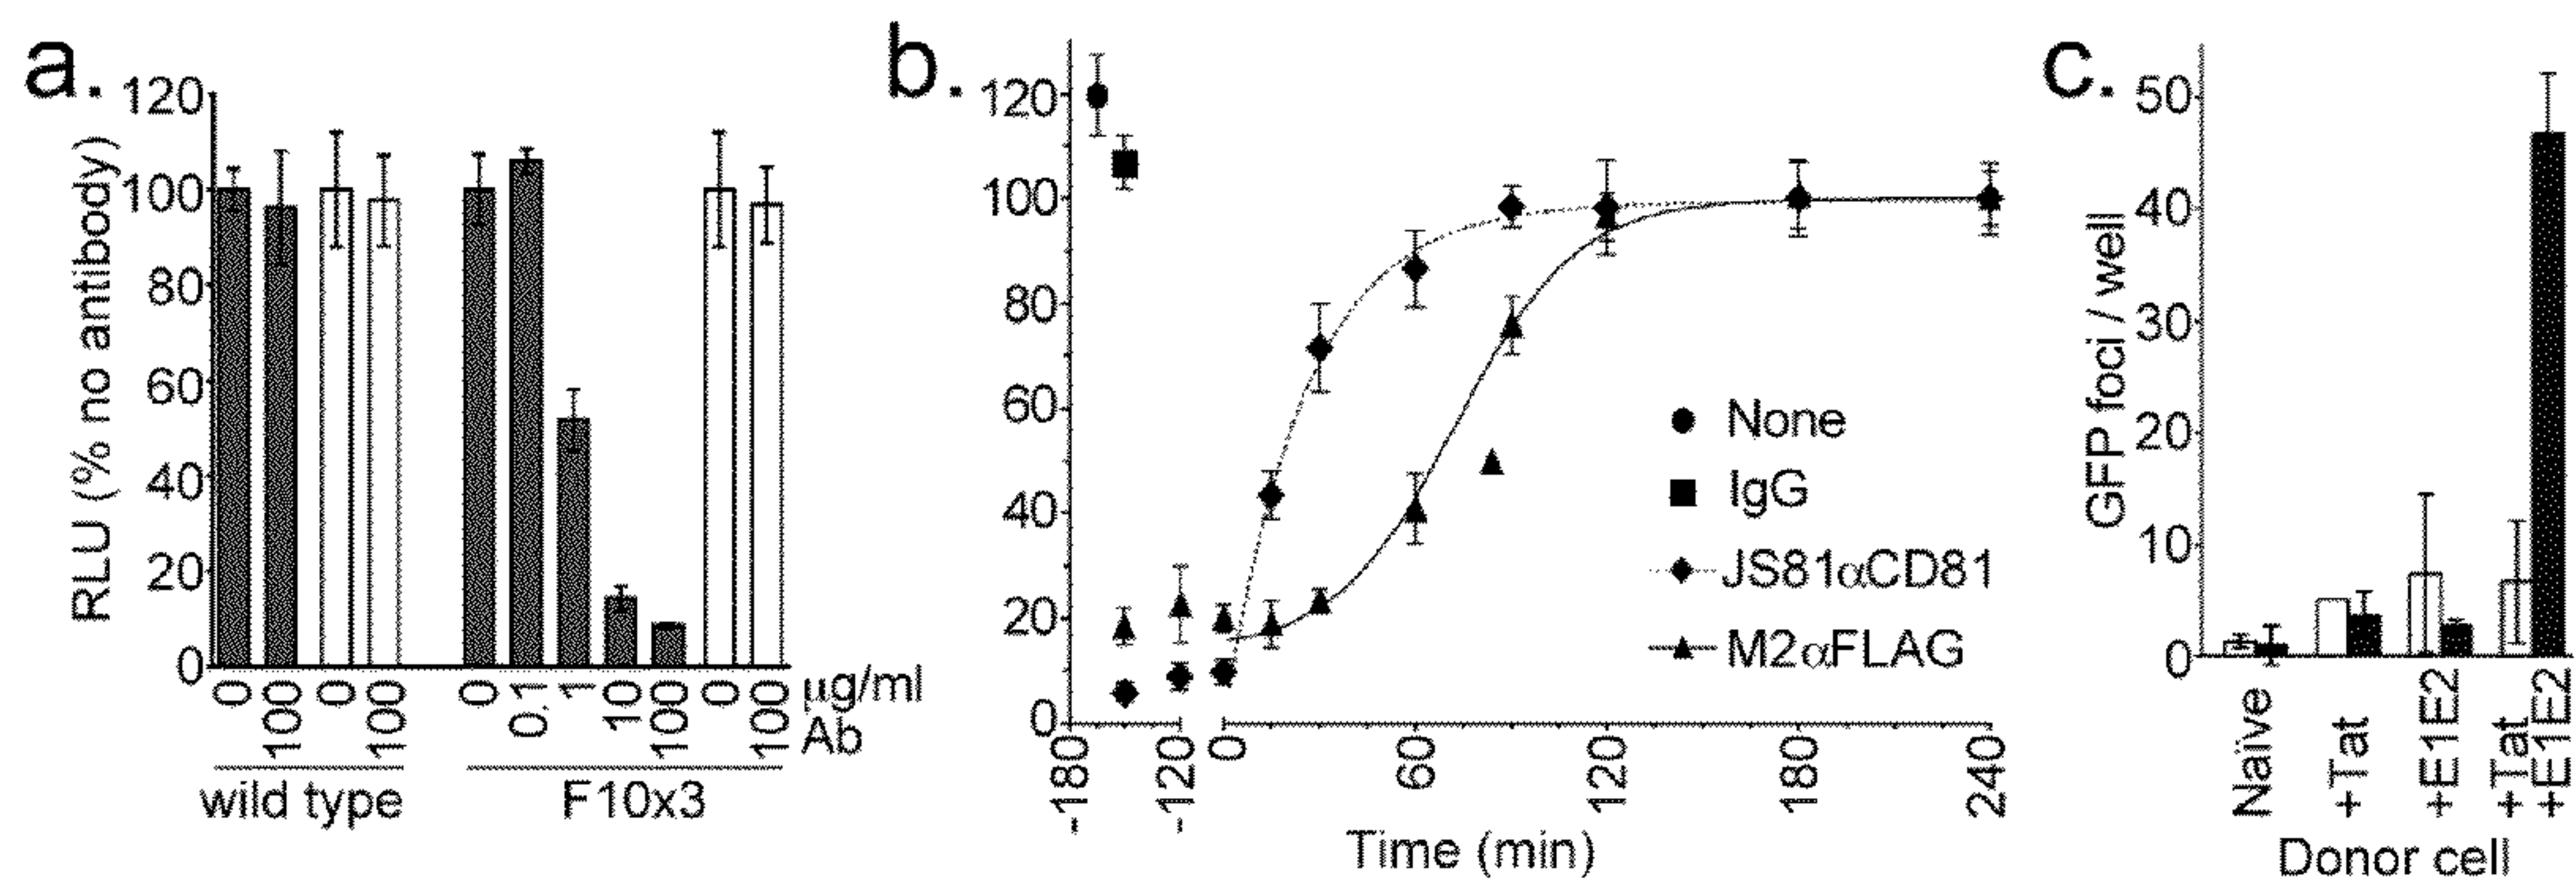 a.
RLU (% no antibody)
120
100
80
60
40
20
0
0
100
0
100
0
0,1
1
10
100
0
100
µg/ml
Ab
wild type
F10x3
b.
120
100
80
60
40
20
0
None
IgG
JS81αCD81
M2αFLAG
-180
-120
0
60
120
180
240
Time (min)
c.
GFP foci / well
50
40
30
20
10
0
Naïve
+Tat
+E1E2
+Tat
+E1E2
Donor cell